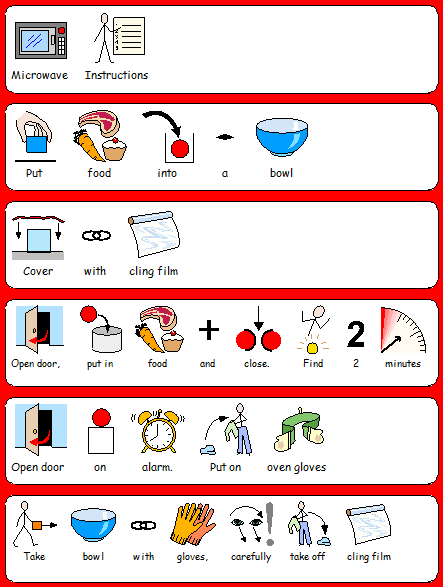 Microwave Instructions
Put food into a bowl
Cover with cling film
2
Open door, put in food and close. Find 2 minutes
Open door on alarm. Put on oven gloves
Take bowl with gloves, carefully take off cling film